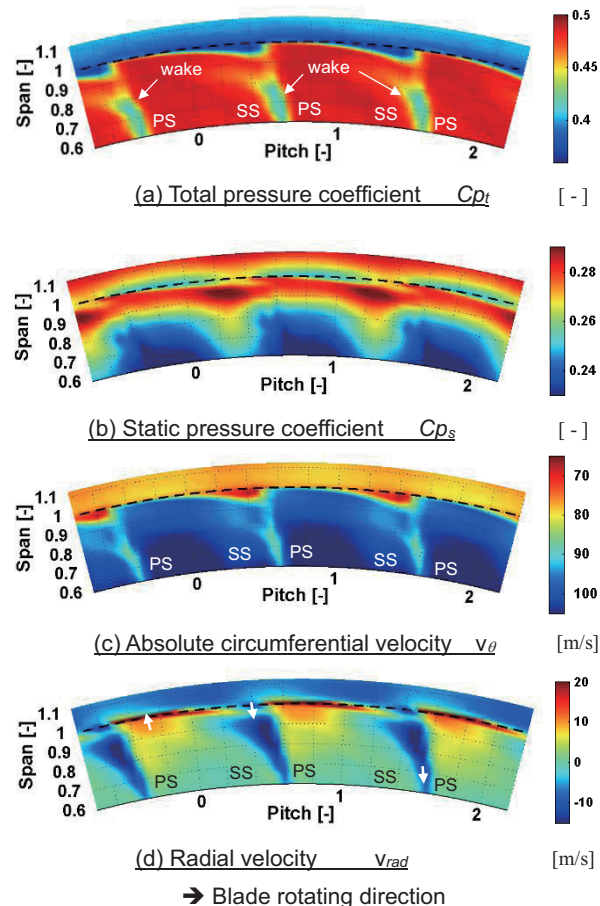 1.1
1
0.9
0.8
0.7
0.6
Span [-]
wake
wake
PS
SS
PS
SS
PS
0
1
2
Pitch [-]
0.5
0.4
(a) Total pressure coefficient Cpt [ - ]
1.1
1
0.9
0.8
0.7
0.6
Span [-]
0
1
2
Pitch [-]
0.28
0.26
0.24
(b) Static pressure coefficient Cps [ - ]
1.1
1
0.9
0.8
0.7
0.6
Span [-]
PS
SS
PS
SS
PS
0
1
2
Pitch [-]
70
80
90
100
(c) Absolute circumferential velocity vθ [m/s]
1.1
1
0.9
0.8
0.7
0.6
Span [-]
PS
SS
PS
SS
PS
0
1
2
Pitch [-]
20
10
0
-10
(d) Radial velocity vrad [m/s]
➔ Blade rotating direction